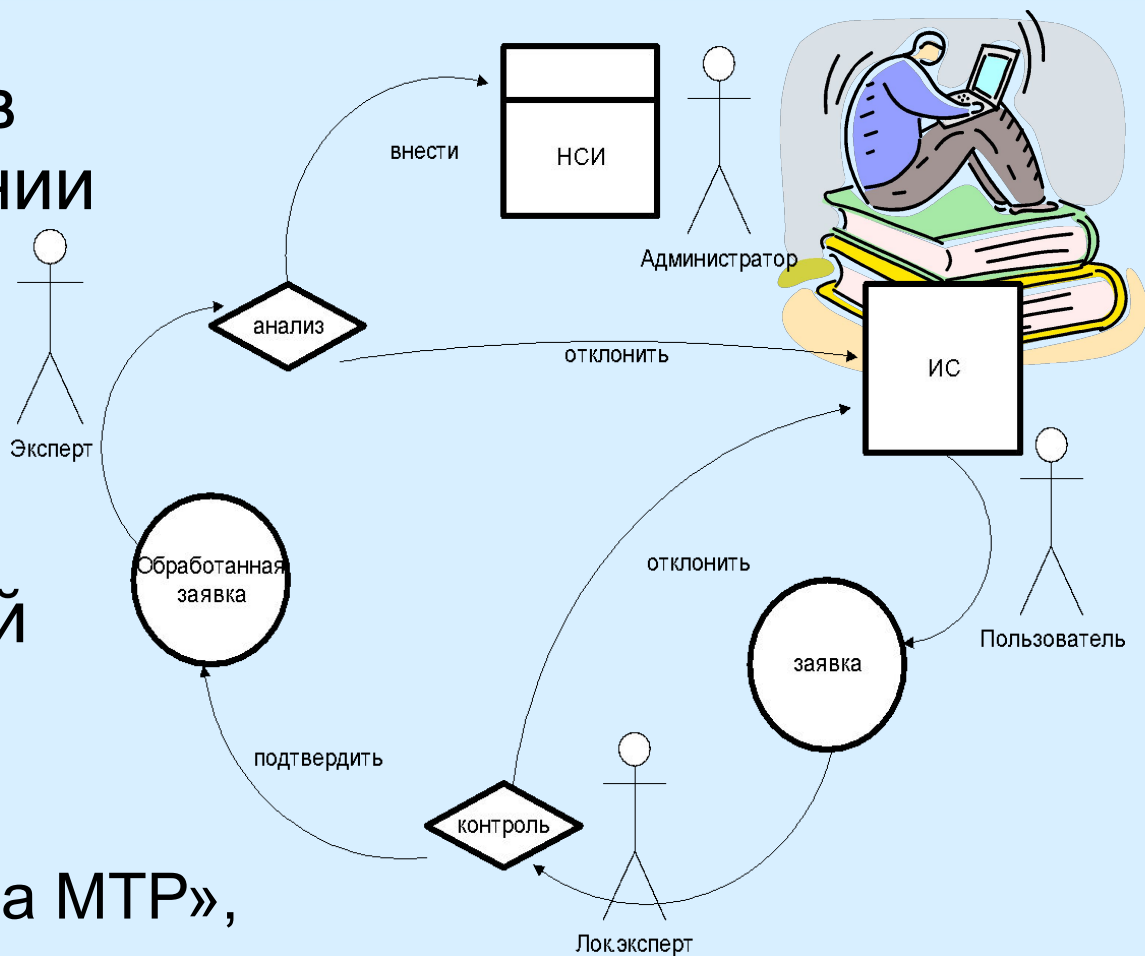 в
нии
внести
НСИ
Администратор
анализ
отклонить
ИС
Эксперт
Обработанная
заявка
отклонить
й
Пользователь
заявка
подтвердить
контроль
а МТР»,
Лок.эксперт